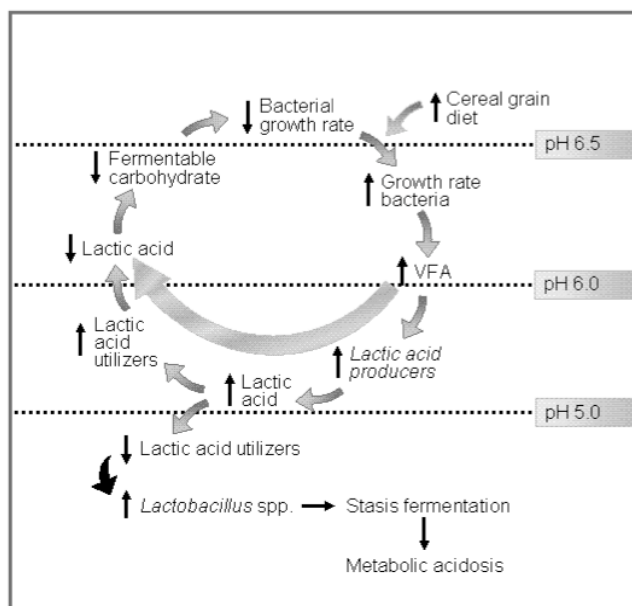 Bacterial
growth rate
Cereal grain
diet
pH 6.5
Fermentable
carbohydrate
Growth rate
bacteria
Lactic acid
VFA
pH 6.0
Lactic
acid
utilizers
Lactic acid
producers
Lactic
acid
pH 5.0
Lactic acid utilizers
Lactobacillus spp.
Stasis fermentation
Metabolic acidosis